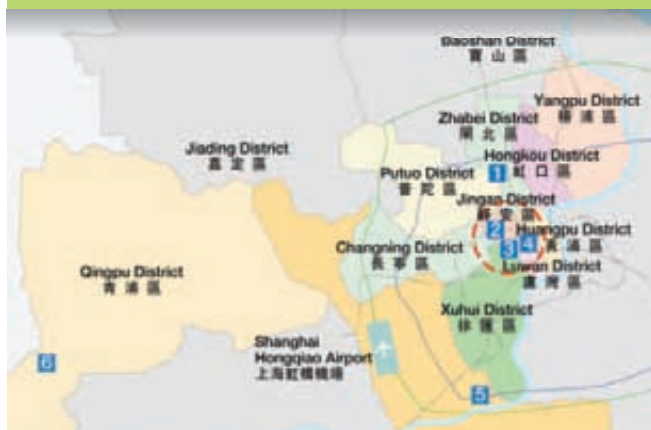 Baoshan District
寶 山 區
Yangpu District
楊 浦 區
Zhabei District
閘 北 區
Jiading District
嘉 定 區
Hongkou District
虹 口 區
1
Putuo District
普 陀 區
Jingan District
靜 安 區
2
3
4
Huangpu District
黃 浦 區
Changning District
長 寧 區
Luwan District
盧 灣 區
Qingpu District
青 浦 區
Xuhui District
徐 匯 區
Shanghai
Hongqiao Airport
上海虹橋機場
6
5